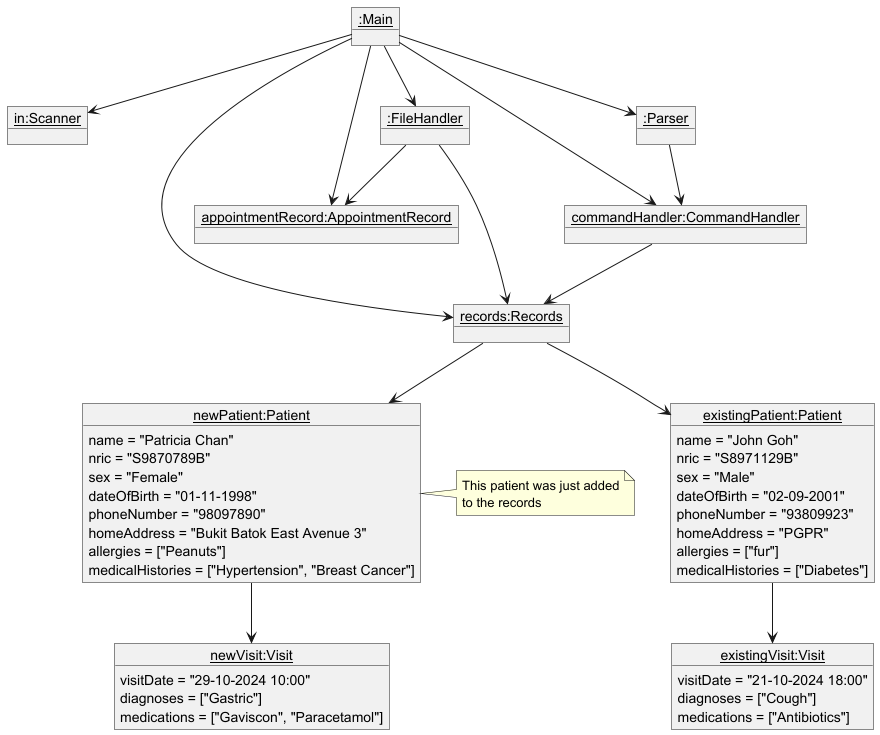 :Main
in:Scanner
:FileHandler
:Parser
appointmentRecord:AppointmentRecord
commandHandler:CommandHandler
records:Records
newPatient:Patient
name = "Patricia Chan"
nric = "S9870789B"
sex = "Female"
dateOfBirth = "01-11-1998"
phoneNumber = "98097890"
homeAddress = "Bukit Batok East Avenue 3"
allergies = ["Peanuts"]
medicalHistories = ["Hypertension", "Breast Cancer"]
This patient was just added
to the records
existingPatient:Patient
name = "John Goh"
nric = "S8971129B"
sex = "Male"
dateOfBirth = "02-09-2001"
phoneNumber = "93809923"
homeAddress = "PGPR"
allergies = ["fur"]
medicalHistories = ["Diabetes"]
newVisit:Visit
visitDate = "29-10-2024 10:00"
diagnoses = ["Gastric"]
medications = ["Gaviscon", "Paracetamol"]
existingVisit:Visit
visitDate = "21-10-2024 18:00"
diagnoses = ["Cough"]
medications = ["Antibiotics"]